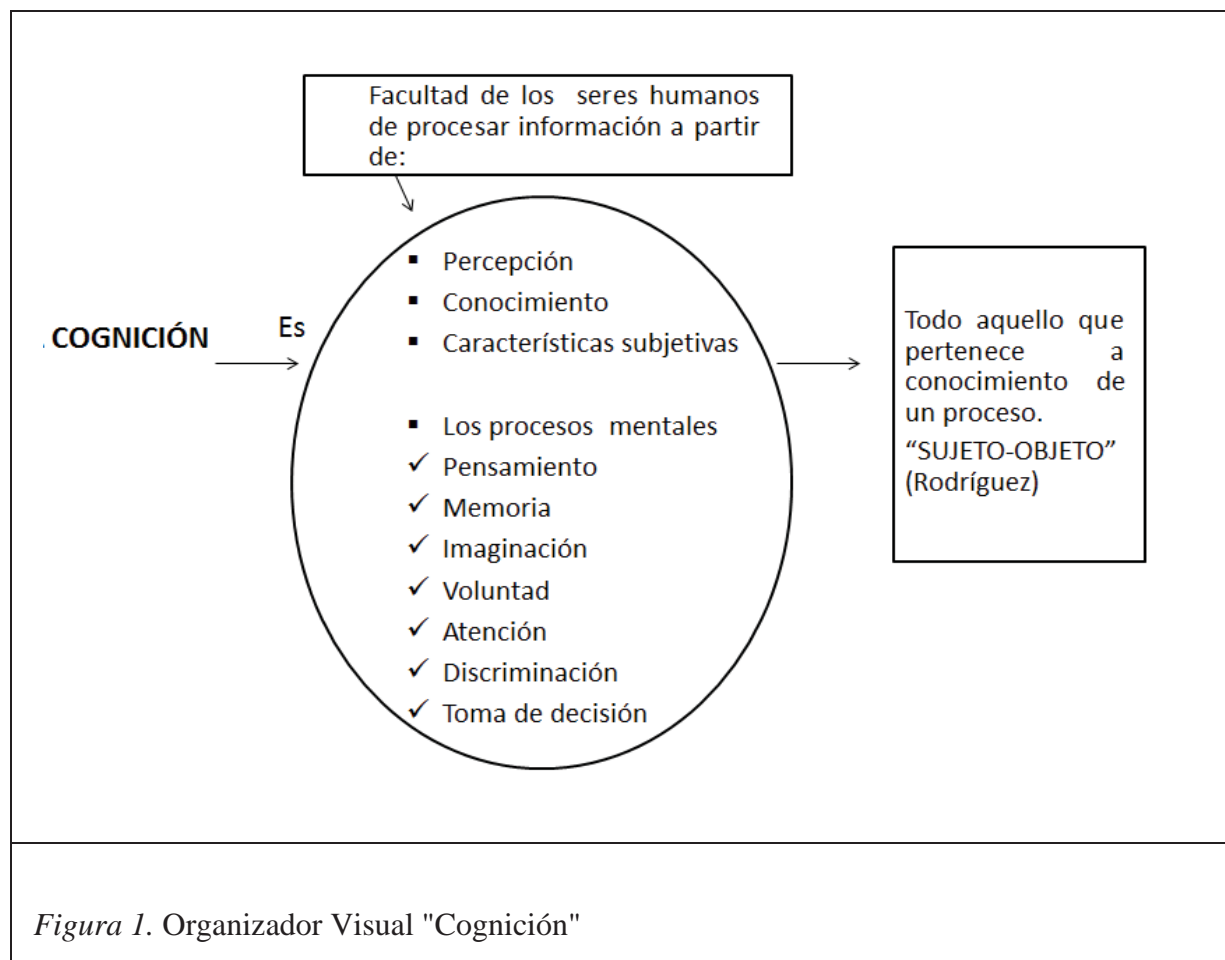 Facultad de los seres humanos
de procesar información a partir
de:
. COGNICIÓN
Es
▪ Percepción
▪ Conocimiento
▪ Características subjetivas
▪ Los procesos mentales
✓ Pensamiento
✓ Memoria
✓ Imaginación
✓ Voluntad
✓ Atención
✓ Discriminación
✓ Toma de decisión
Todo aquello que
pertenece a
conocimiento de
un proceso.
“SUJETO-OBJETO”
(Rodríguez)
Figura 1. Organizador Visual "Cognición"